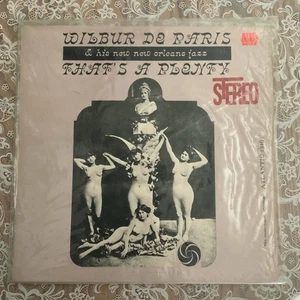 WILBUR DE PARIS
& his new new orleans jazz
THAT'S A PLENTY
STEREO